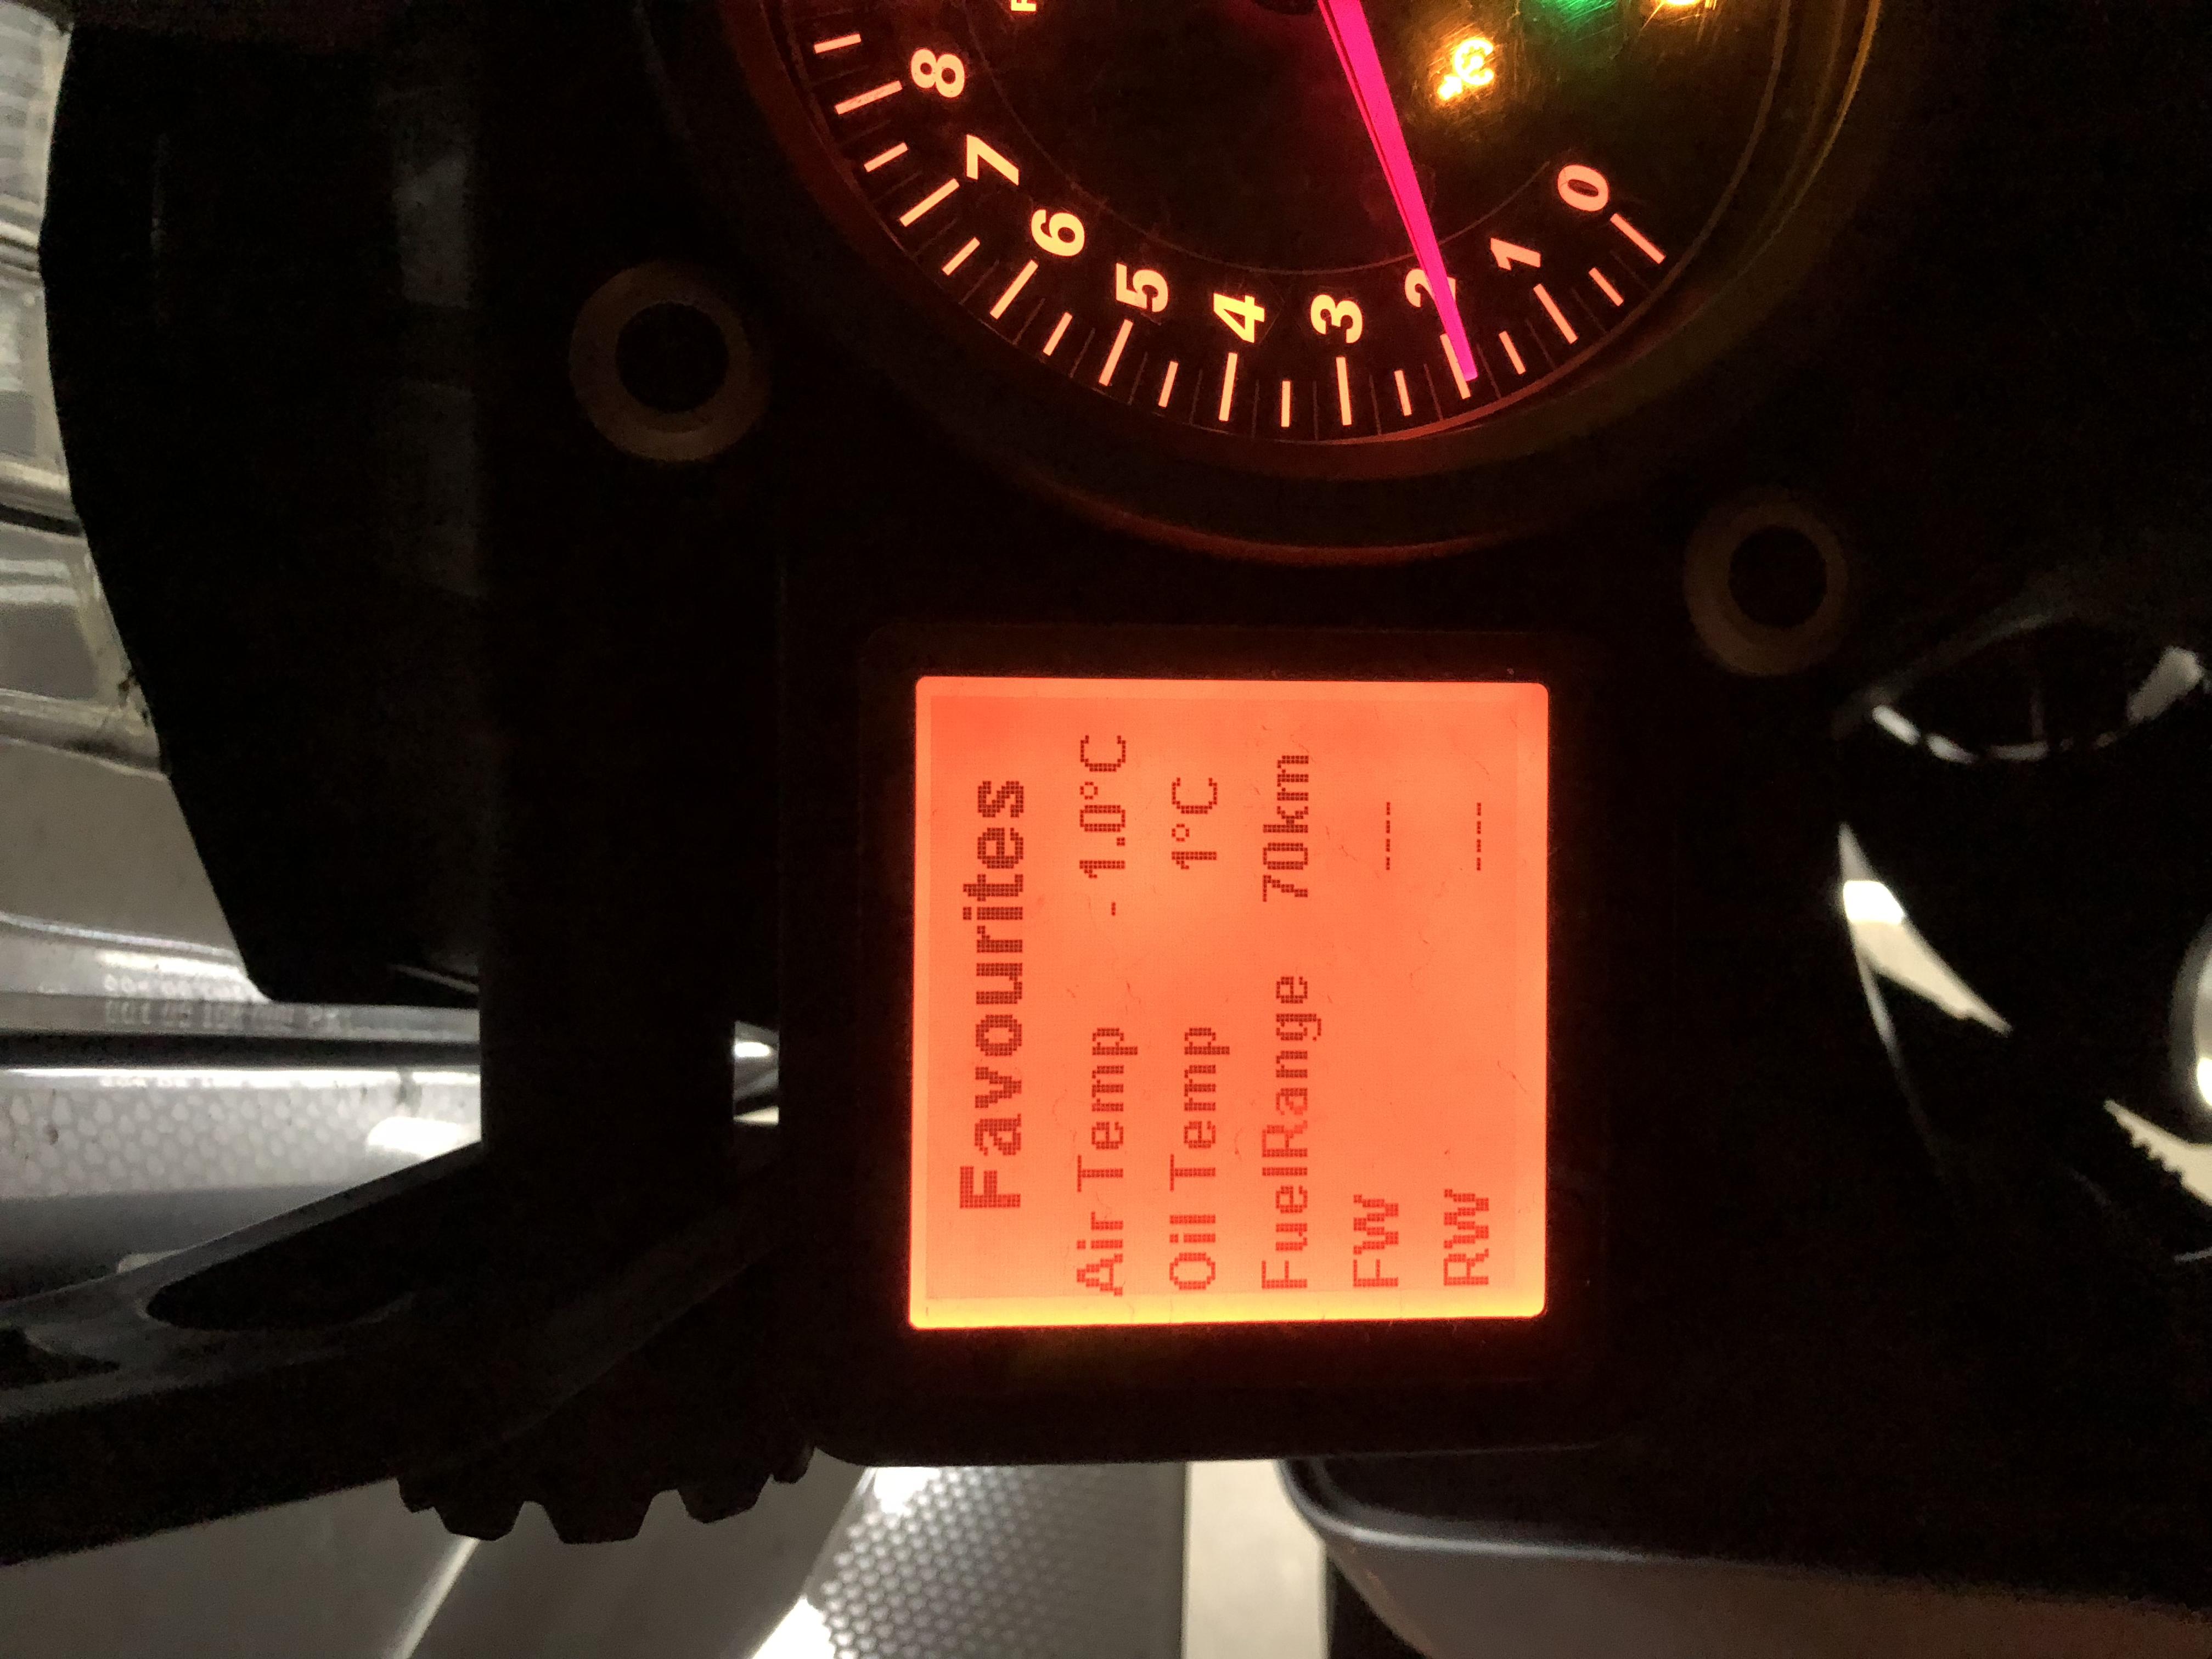 Favourites
Air Temp - 1.0°C
Oil Temp 1°C
FuelRange 70km
FW ---
RW ---
0
1
2
3
4
5
6
7
8